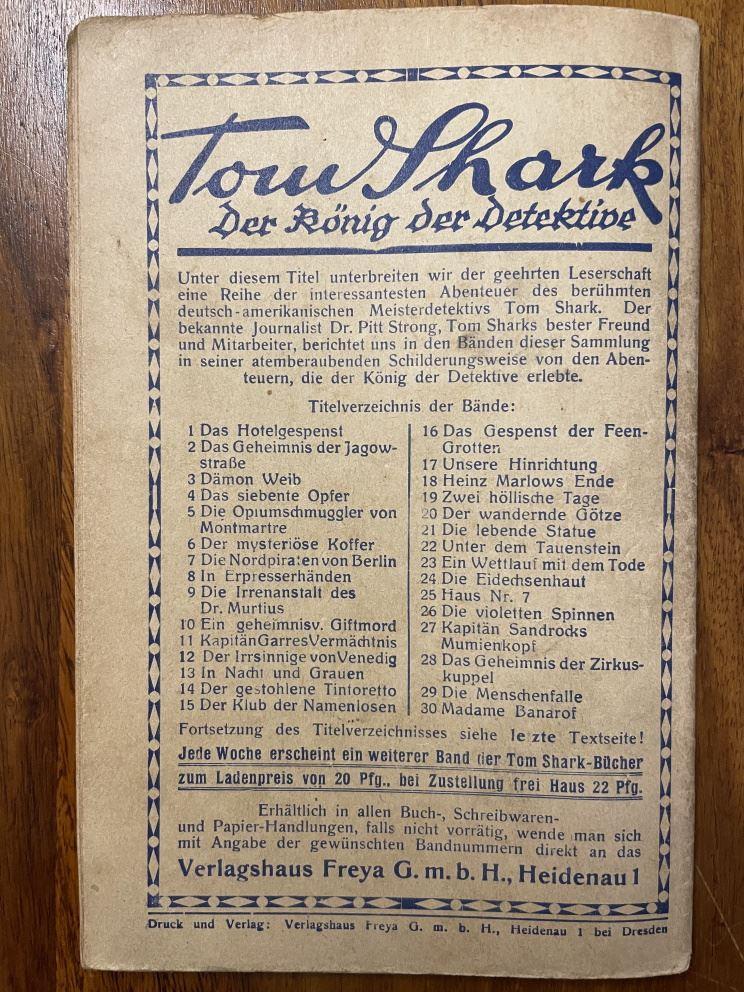 Tom Shark
Der König der Detektive
Unter diesem Titel unterbreiten wir der geehrten Leserschaft
eine Reihe der interessantesten Abenteuer des berühmten
deutsch-amerikanischen Meisterdetektivs Tom Shark. Der
bekannte Journalist Dr. Pitt Strong, Tom Sharks bester Freund
und Mitarbeiter, berichtet uns in den Bänden dieser Sammlung
in seiner atemberaubenden Schilderungsweise von den Aben-
teuern, die der König der Detektive erlebte.
Titelverzeichnis der Bände:
1 Das Hotelgespenst
2 Das Geheimnis der Jagow-
straße
3 Dämon Weib
4 Das siebente Opfer
5 Die Opiumschmuggler von
Montmartre
6 Der mysteriöse Koffer
7 Die Nordpiraten von Berlin
8 In Erpresserhänden
9 Die Irrenanstalt des
Dr. Murtius
10 Ein geheimnisv. Giftmord
11 Kapitän Garres Vermächtnis
12 Der Irrsinnige von Venedig
13 In Nacht und Grauen
14 Der gestohlene Tintoretto
15 Der Klub der Namenlosen
16 Das Gespenst der Feen-
Grotten
17 Unsere Hinrichtung
18 Heinz Marlows Ende
19 Zwei höllische Tage
20 Der wandernde Götze
21 Die lebende Statue
22 Unter dem Tauenstein
23 Ein Wettlauf mit dem Tode
24 Die Eidechsenhaut
25 Haus Nr. 7
26 Die violetten Spinnen
27 Kapitän Sandrocks
Mumienkopf
28 Das Geheimnis der Zirkus-
kuppel
29 Die Menschenfalle
30 Madame Banarof
Fortsetzung des Titelverzeichnisses siehe letzte Textseite!
Jede Woche erscheint ein weiterer Band der Tom Shark-Bücher
zum Ladenpreis von 20 Pfg., bei Zustellung frei Haus 22 Pfg.
Erhältlich in allen Buch-, Schreibwaren-
und Papier-Handlungen, falls nicht vorrätig, wende man sich
mit Angabe der gewünschten Bandnummern direkt an das
Verlagshaus Freya G. m. b. H., Heidenau 1
Druck und Verlag: Verlagshaus Freya G. m. b. H., Heidenau 1 bei Dresden